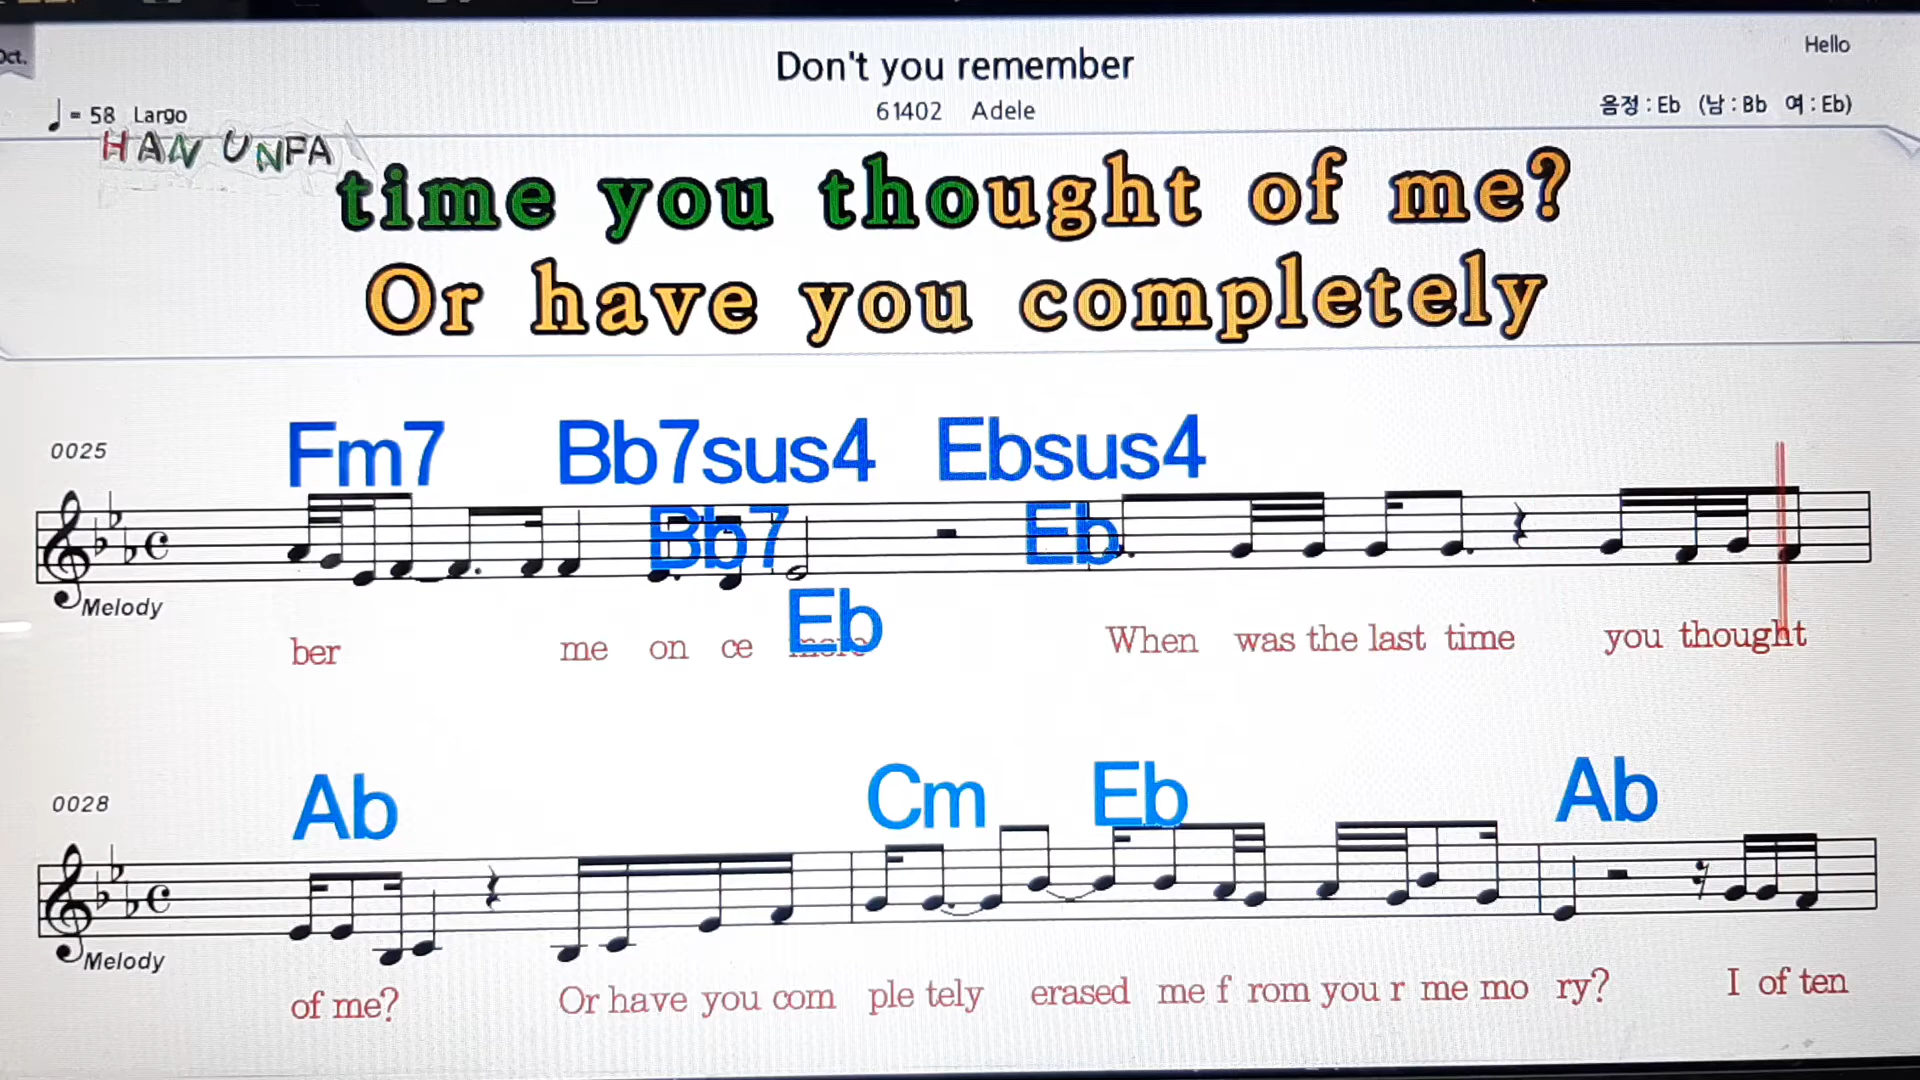 Oct.
Hello
Don't you remember
♩ = 58 Largo
61402 Adele
음정 : Eb (남 : Bb 여 : Eb)
HAN UNPA
time you thought of me?
Or have you completely
0025
Fm7 Bb7sus4 Ebsus4
Bb7 Eb
Eb
Melody
ber me on ce more When was the last time you thought
0028
Ab Cm Eb Ab
Melody
of me? Or have you com ple tely erased me f rom you r me mo ry? I of ten